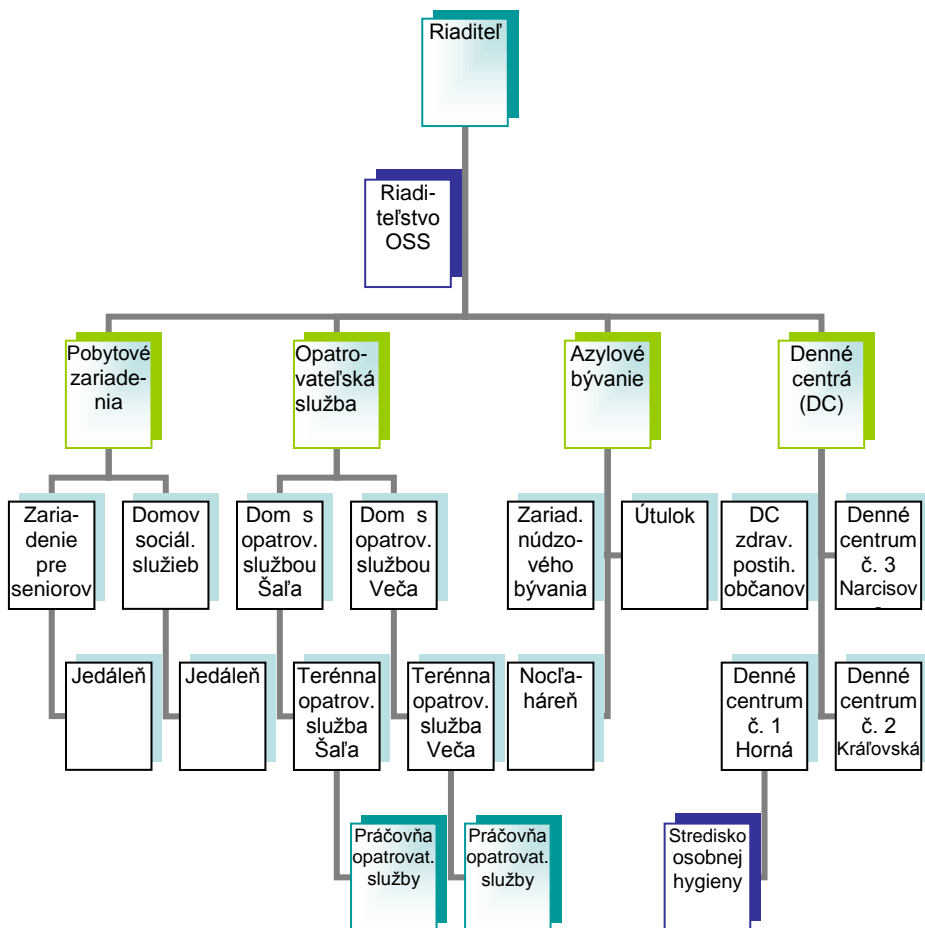 Riaditeľ
Riadi-
teľstvo
OSS
Pobytové
zariade-
nia
Opatro-
vateľská
služba
Azylové
bývanie
Denné
centrá
(DC)
Zaria-
denie
pre
seniorov
Domov
sociál.
služieb
Dom s
opatrov.
službou
Šaľa
Dom s
opatrov.
službou
Veča
Zariad.
núdzo-
vého
bývania
Útulok
DC
zdrav.
postih.
občanov
Denné
centrum
č. 3
Narcisov
Jedáleň
Jedáleň
Terénna
opatrov.
služba
Šaľa
Terénna
opatrov.
služba
Veča
Nocľa-
háreň
Denné
centrum
č. 1
Horná
Denné
centrum
č. 2
Kráľovská
Práčovňa
opatrovat.
služby
Práčovňa
opatrovat.
služby
Stredisko
osobnej
hygieny